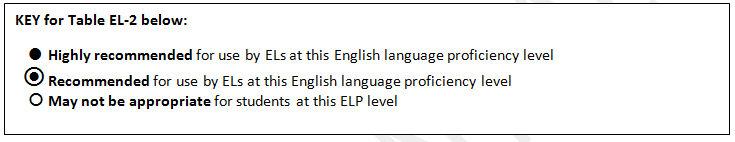 KEY for Table EL-2 below:
● Highly recommended for use by ELs at this English language proficiency level
◉ Recommended for use by ELs at this English language proficiency level
○ May not be appropriate for students at this ELP level